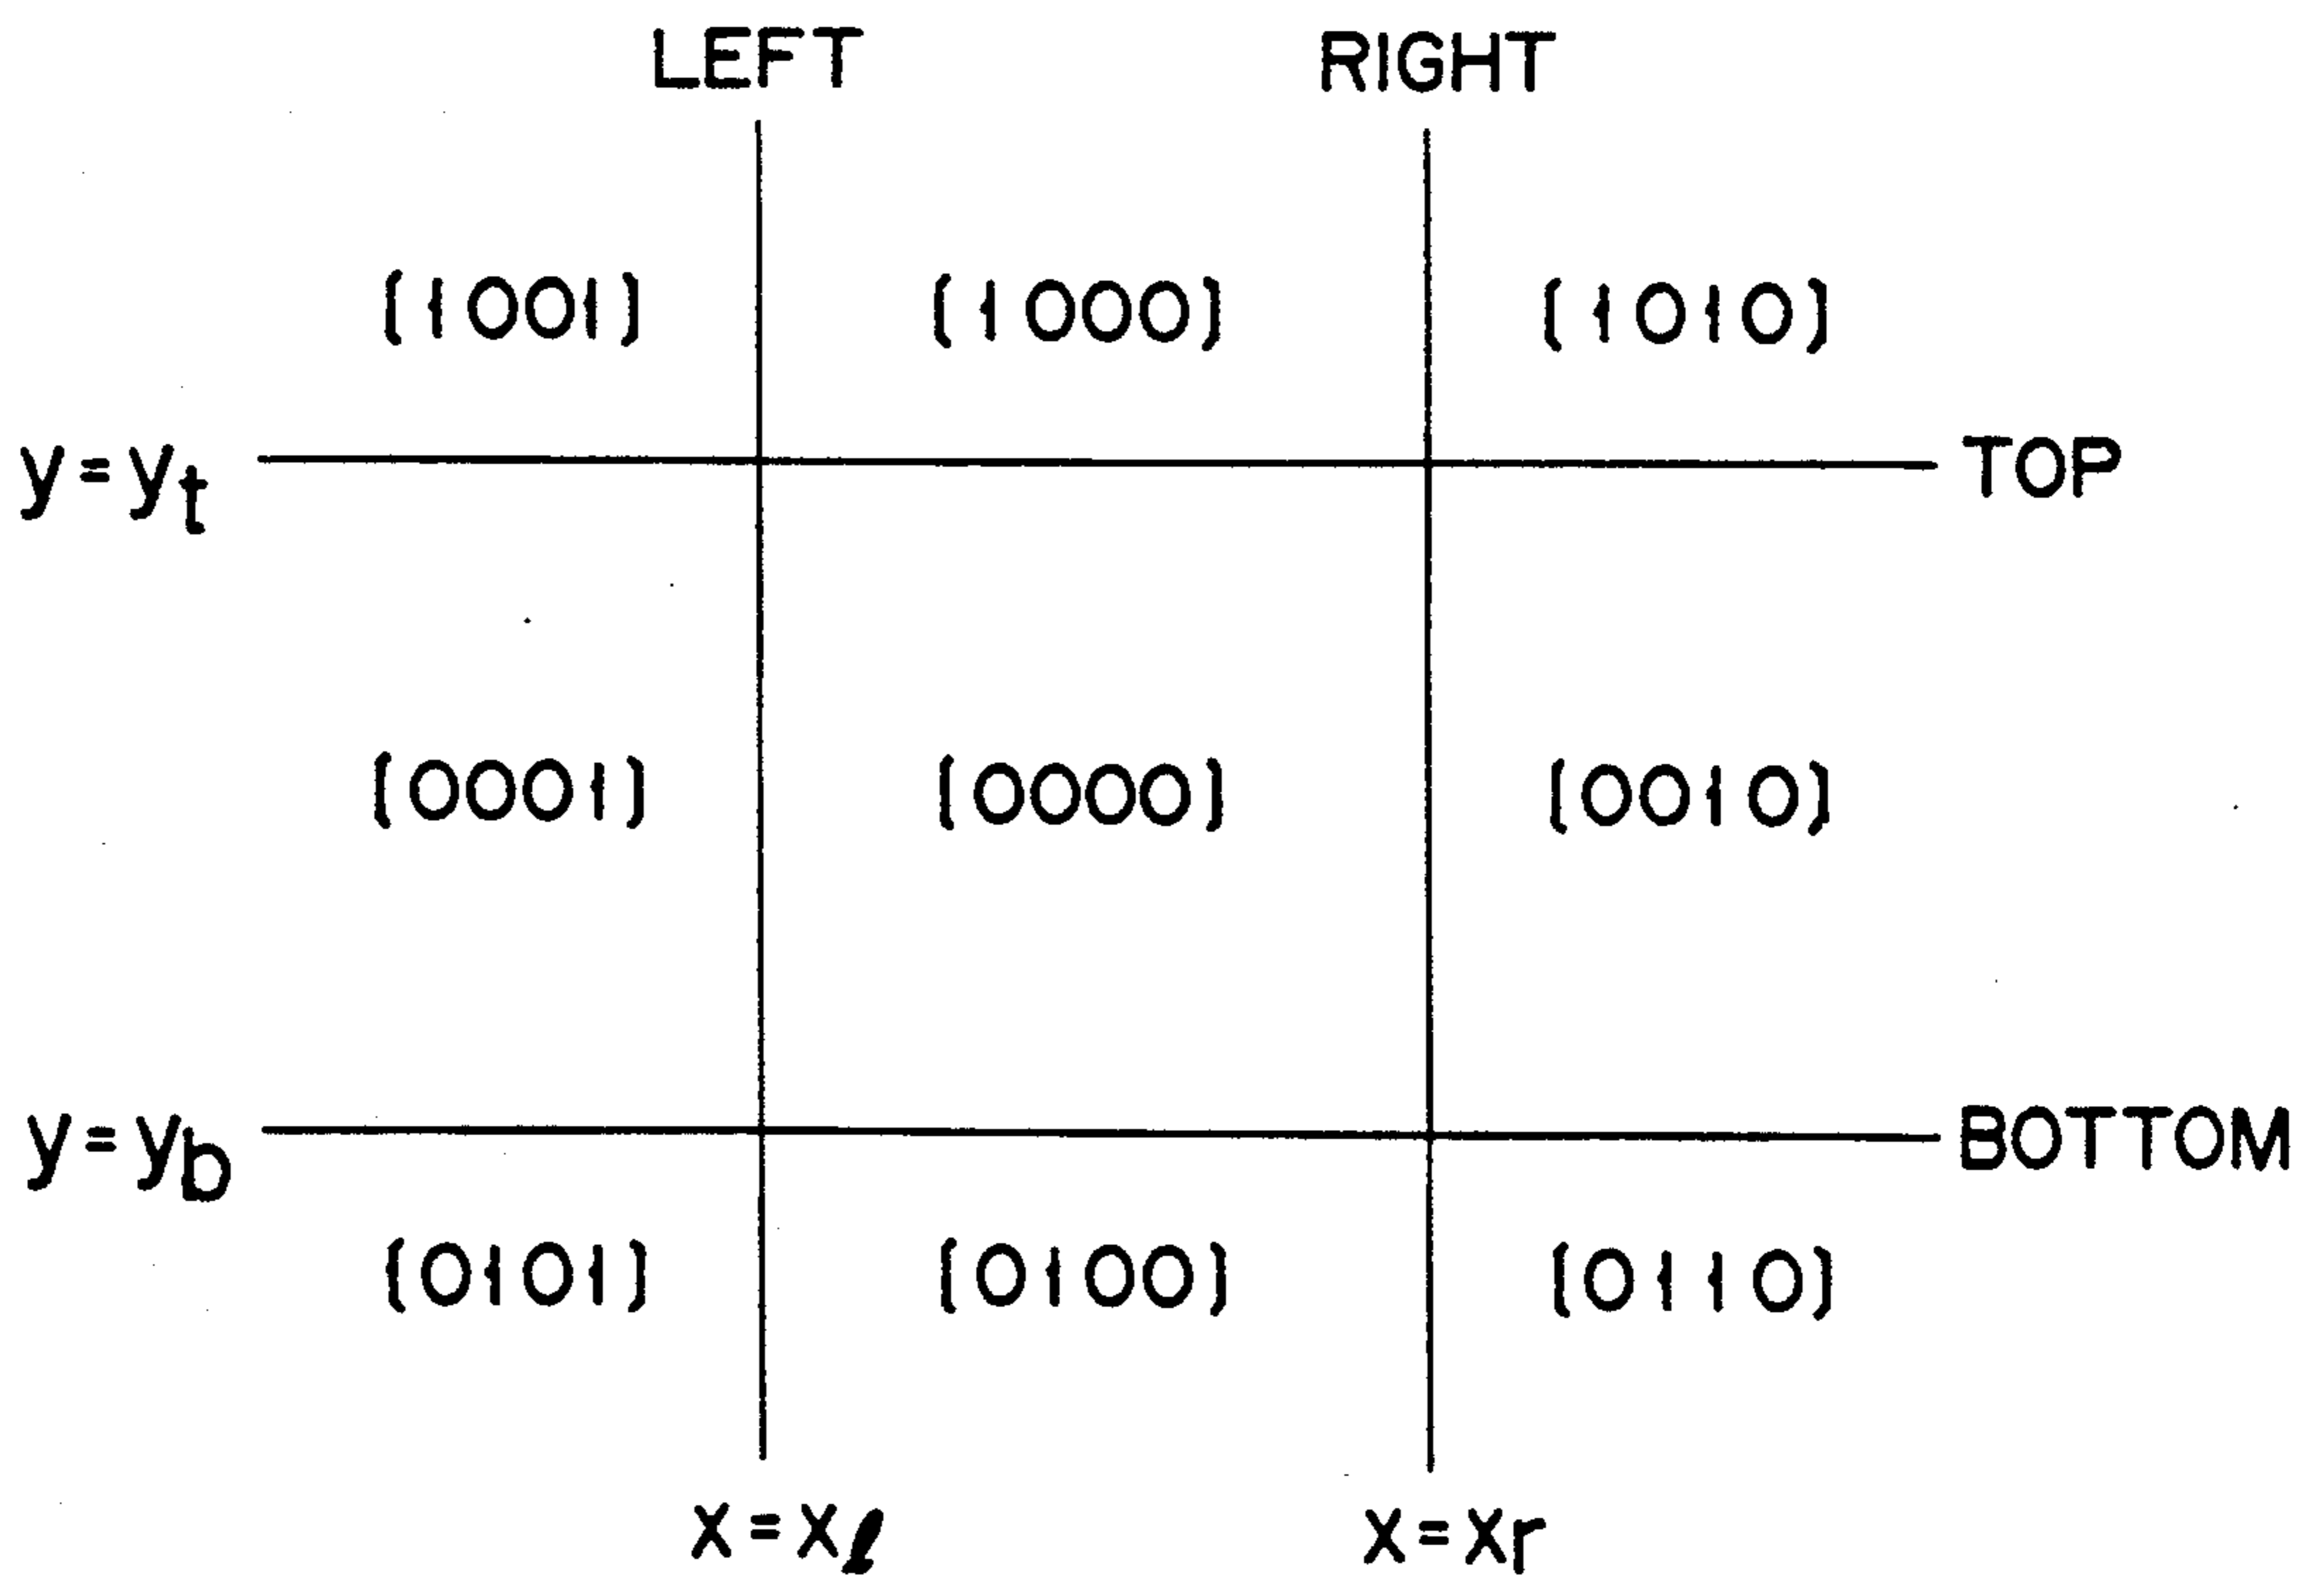 LEFT RIGHT
(1001) (1000) (1010)
y=yt TOP
(0001) (0000) (0010)
y=yb BOTTOM
(0101) (0100) (0110)
x=xl x=xr